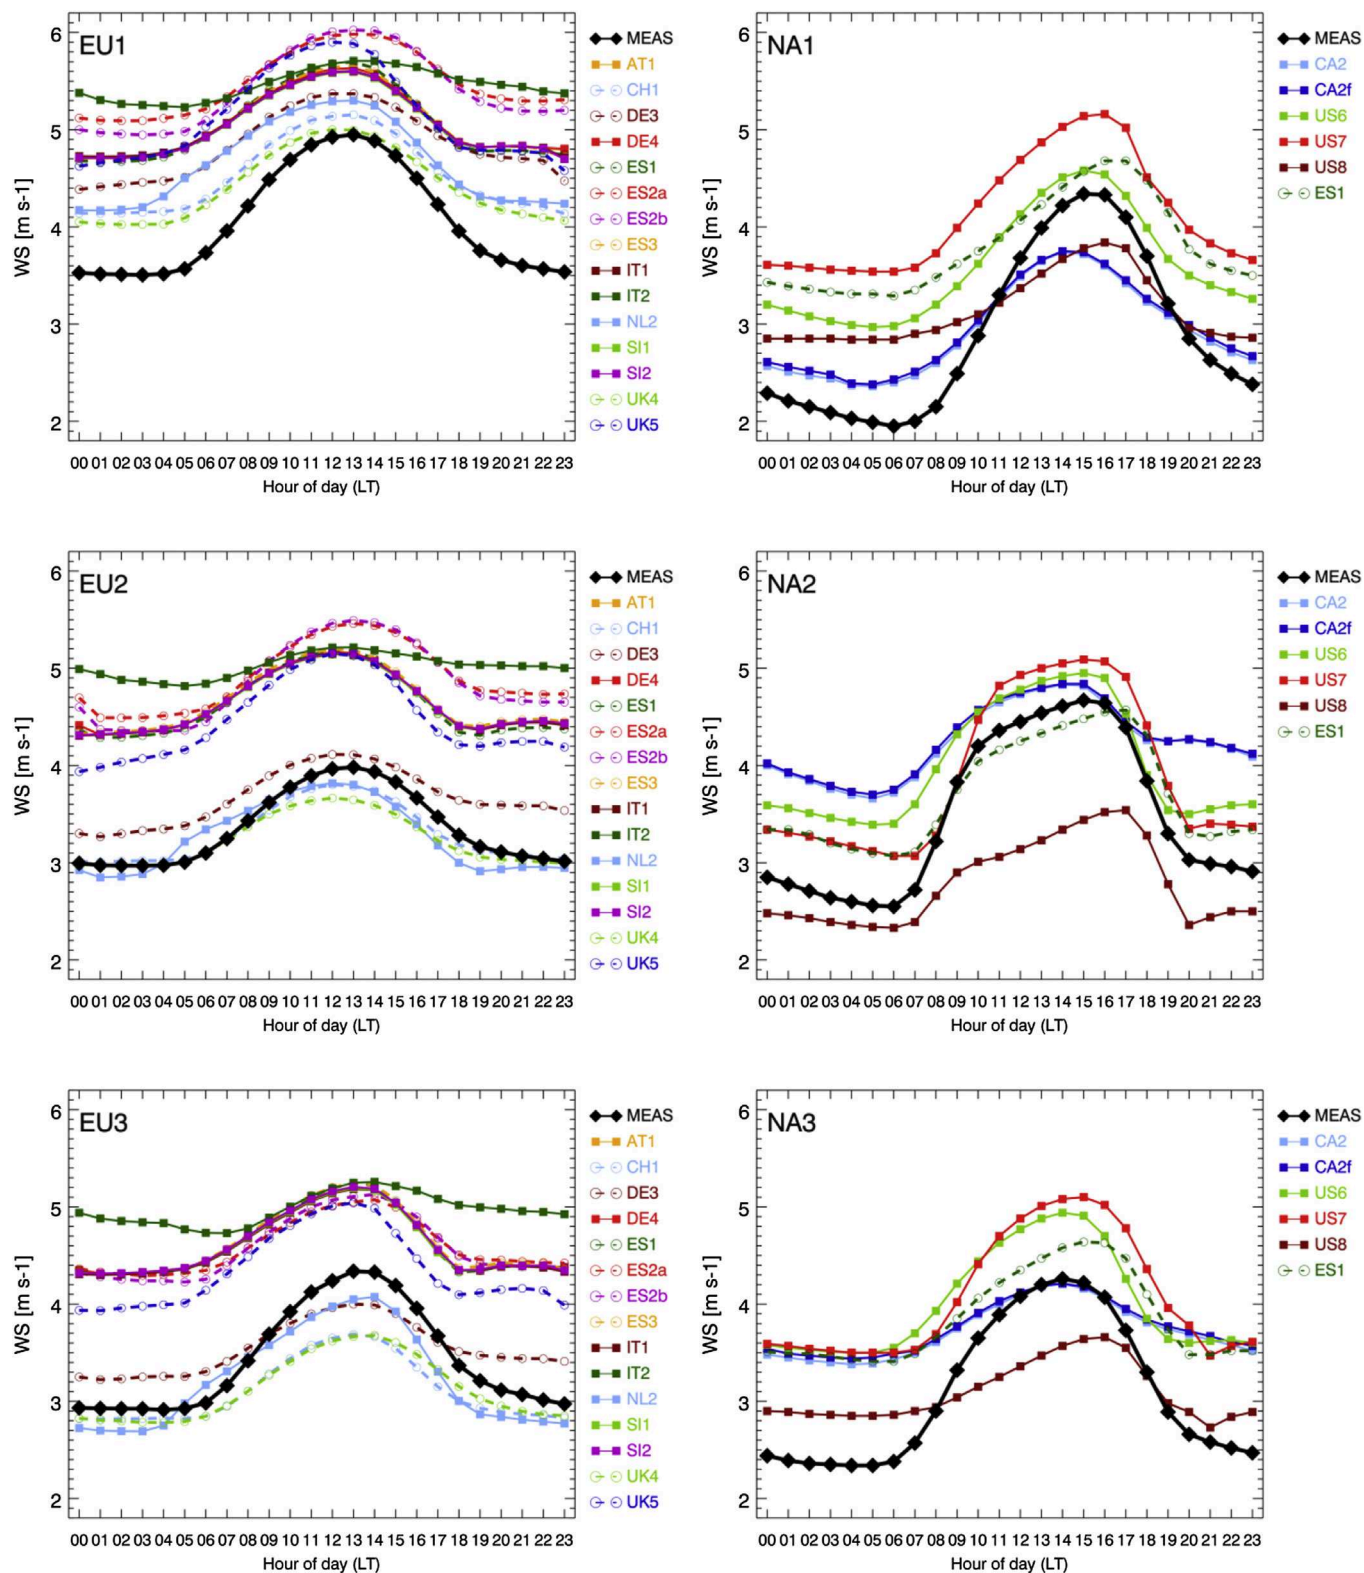 EU1
WS [m s-1]
6
5
4
3
2
00 01 02 03 04 05 06 07 08 09 10 11 12 13 14 15 16 17 18 19 20 21 22 23
Hour of day (LT)
MEAS
AT1
CH1
DE3
DE4
ES1
ES2a
ES2b
ES3
IT1
IT2
NL2
SI1
SI2
UK4
UK5
NA1
WS [m s-1]
6
5
4
3
2
00 01 02 03 04 05 06 07 08 09 10 11 12 13 14 15 16 17 18 19 20 21 22 23
Hour of day (LT)
MEAS
CA2
CA2f
US6
US7
US8
ES1
EU2
WS [m s-1]
6
5
4
3
2
00 01 02 03 04 05 06 07 08 09 10 11 12 13 14 15 16 17 18 19 20 21 22 23
Hour of day (LT)
MEAS
AT1
CH1
DE3
DE4
ES1
ES2a
ES2b
ES3
IT1
IT2
NL2
SI1
SI2
UK4
UK5
NA2
WS [m s-1]
6
5
4
3
2
00 01 02 03 04 05 06 07 08 09 10 11 12 13 14 15 16 17 18 19 20 21 22 23
Hour of day (LT)
MEAS
CA2
CA2f
US6
US7
US8
ES1
EU3
WS [m s-1]
6
5
4
3
2
00 01 02 03 04 05 06 07 08 09 10 11 12 13 14 15 16 17 18 19 20 21 22 23
Hour of day (LT)
MEAS
AT1
CH1
DE3
DE4
ES1
ES2a
ES2b
ES3
IT1
IT2
NL2
SI1
SI2
UK4
UK5
NA3
WS [m s-1]
6
5
4
3
2
00 01 02 03 04 05 06 07 08 09 10 11 12 13 14 15 16 17 18 19 20 21 22 23
Hour of day (LT)
MEAS
CA2
CA2f
US6
US7
US8
ES1